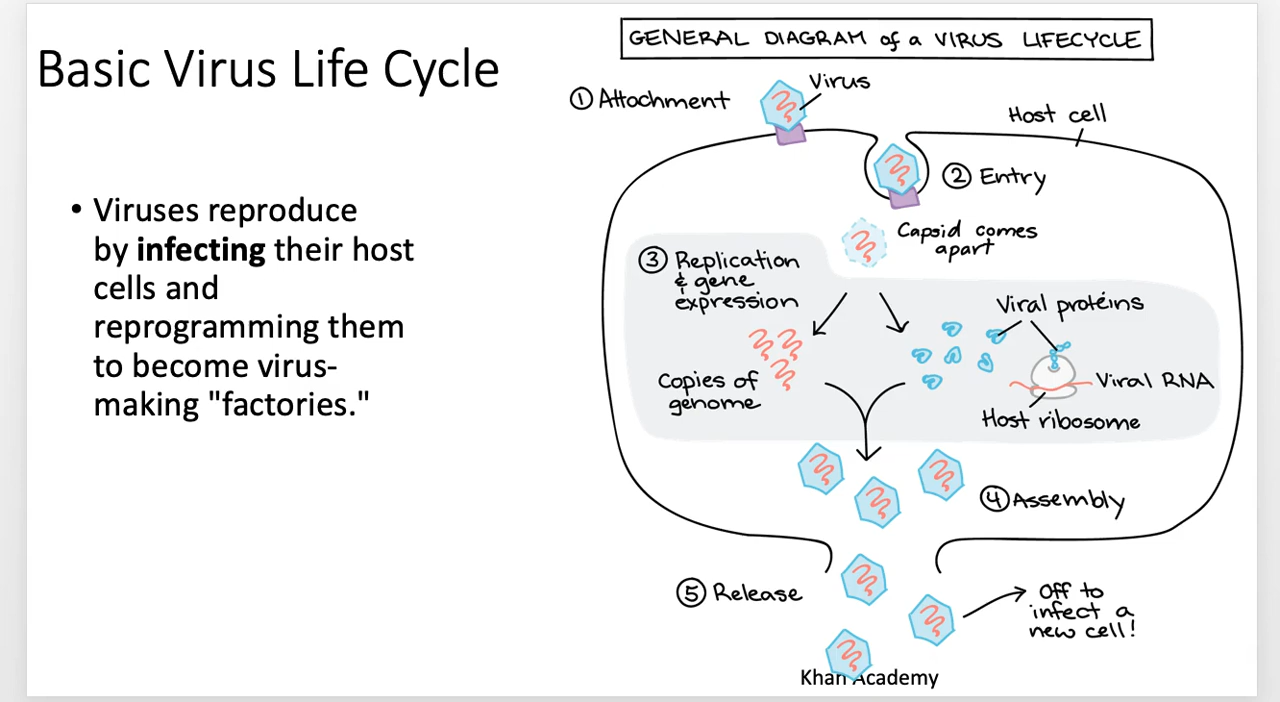 Basic Virus Life Cycle
• Viruses reproduce
by infecting their host
cells and
reprogramming them
to become virus-
making "factories."
GENERAL DIAGRAM of a VIRUS LIFECYCLE
① Attachment
Virus
Host cell
② Entry
Capsid comes
apart
③ Replication
& gene
expression
Viral protéins
Copies of
genome
Viral RNA
Host ribosome
④ Assembly
⑤ Release
Off to
infect a
new cell!
Khan Academy